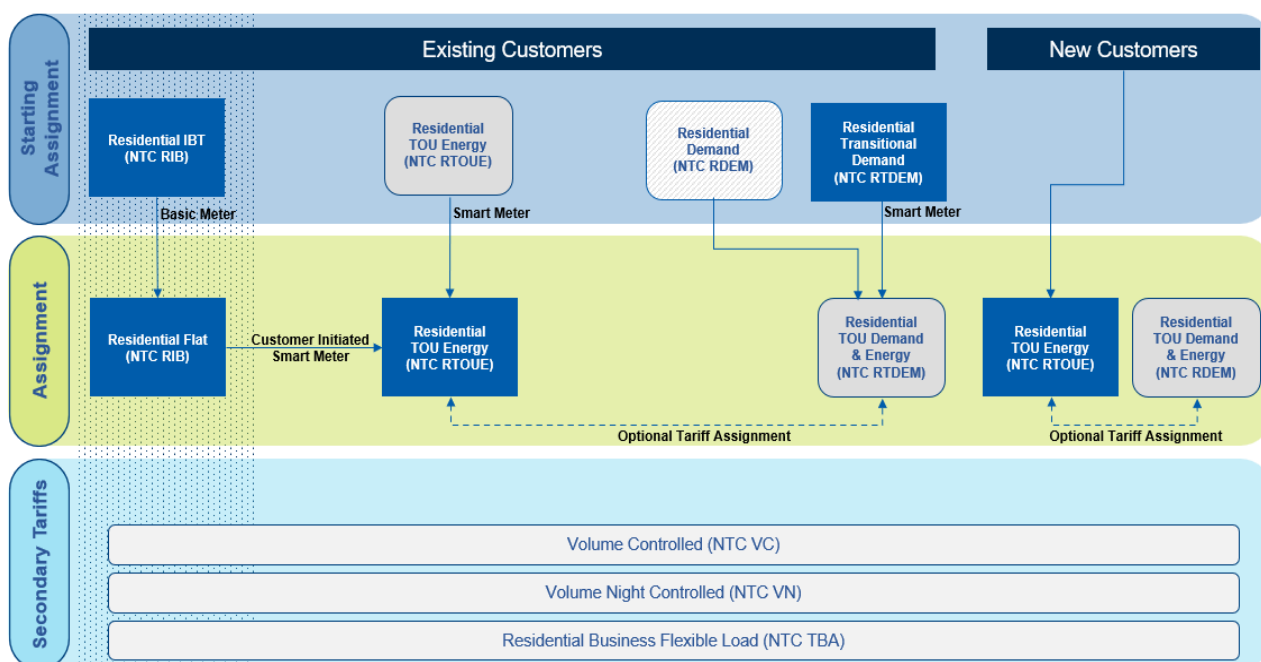 Existing Customers
New Customers
Starting
Assignment
Residential IBT
(NTC RIB)
Residential
TOU Energy
(NTC RTOUE)
Residential
Demand
(NTC RDEM)
Residential
Transitional
Demand
(NTC RTDEM)
Basic Meter
Smart Meter
Smart Meter
Assignment
Residential Flat
(NTC RIB)
Customer Initiated
Smart Meter
Residential
TOU Energy
(NTC RTOUE)
Residential
TOU Demand
& Energy
(NTC RTDEM)
Residential
TOU Energy
(NTC RTOUE)
Residential
TOU Demand
& Energy
(NTC RDEM)
Optional Tariff Assignment
Optional Tariff Assignment
Secondary Tariffs
Volume Controlled (NTC VC)
Volume Night Controlled (NTC VN)
Residential Business Flexible Load (NTC TBA)